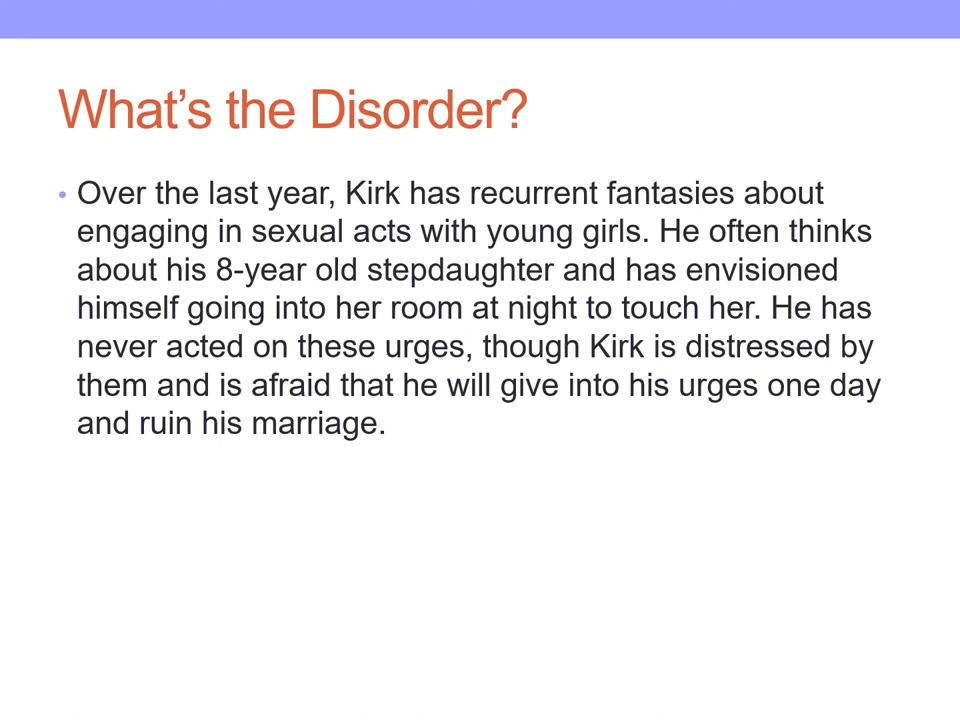 What’s the Disorder?
• Over the last year, Kirk has recurrent fantasies about
engaging in sexual acts with young girls. He often thinks
about his 8-year old stepdaughter and has envisioned
himself going into her room at night to touch her. He has
never acted on these urges, though Kirk is distressed by
them and is afraid that he will give into his urges one day
and ruin his marriage.